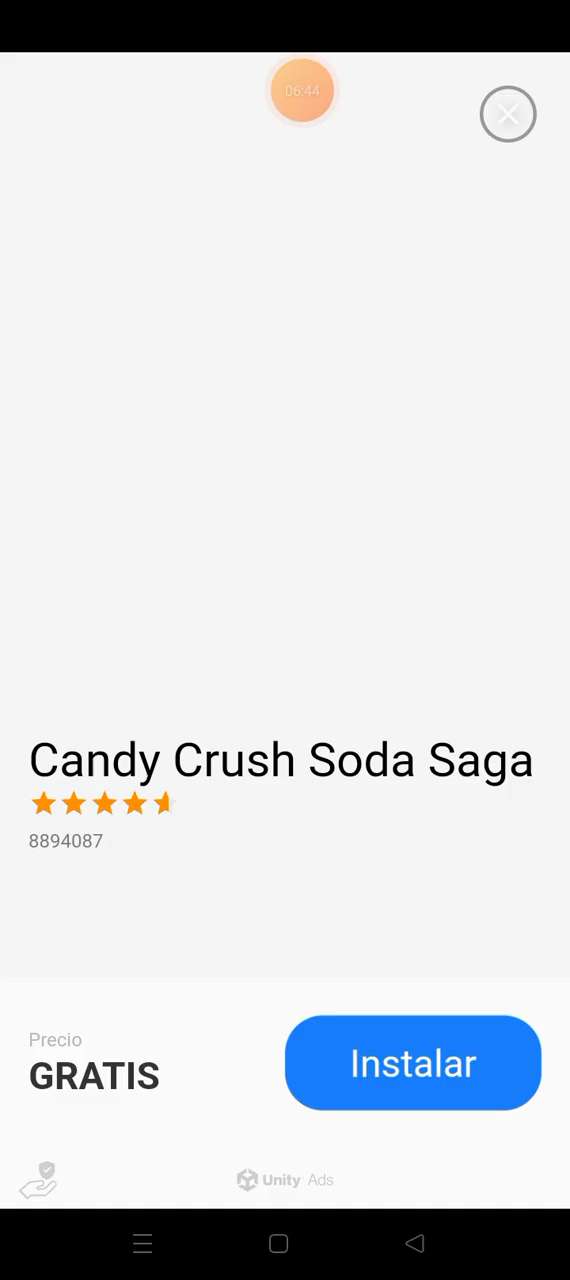 06:44
Candy Crush Soda Saga
8894087
Precio
GRATIS
Instalar
Unity Ads